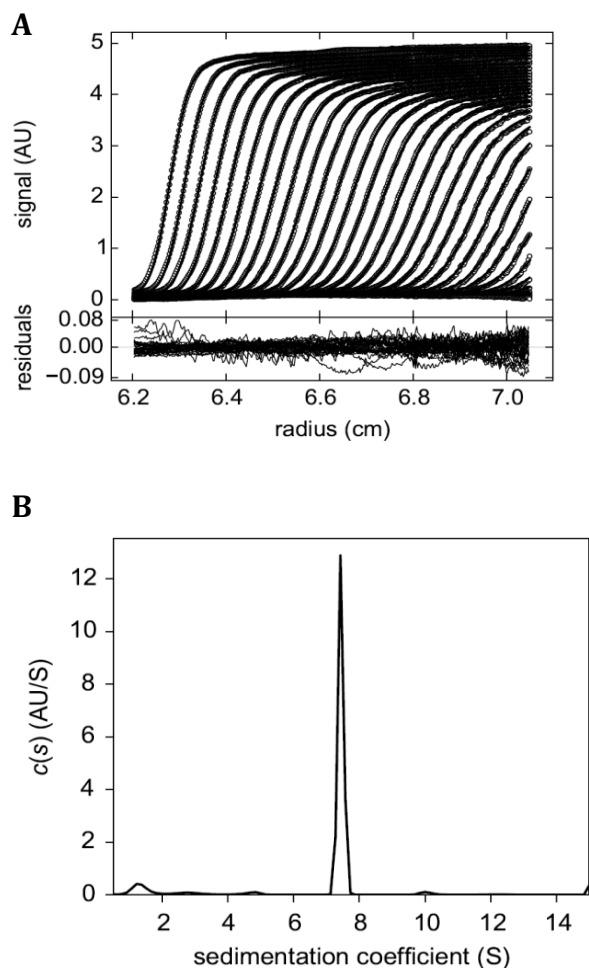 A
signal (AU)
5
4
3
2
1
0
residuals
0.08
0.00
−0.09
6.2 6.4 6.6 6.8 7.0
radius (cm)
B
c(s) (AU/S)
12
10
8
6
4
2
0
2 4 6 8 10 12 14
sedimentation coefficient (S)